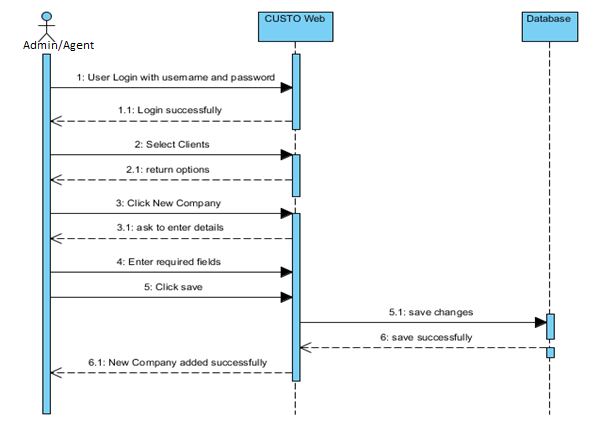 CUSTO Web
Database
Admin/Agent
1: User Login with username and password
1.1: Login successfully
2: Select Clients
2.1: return options
3: Click New Company
3.1: ask to enter details
4: Enter required fields
5: Click save
5.1: save changes
6: save successfully
6.1: New Company added successfully